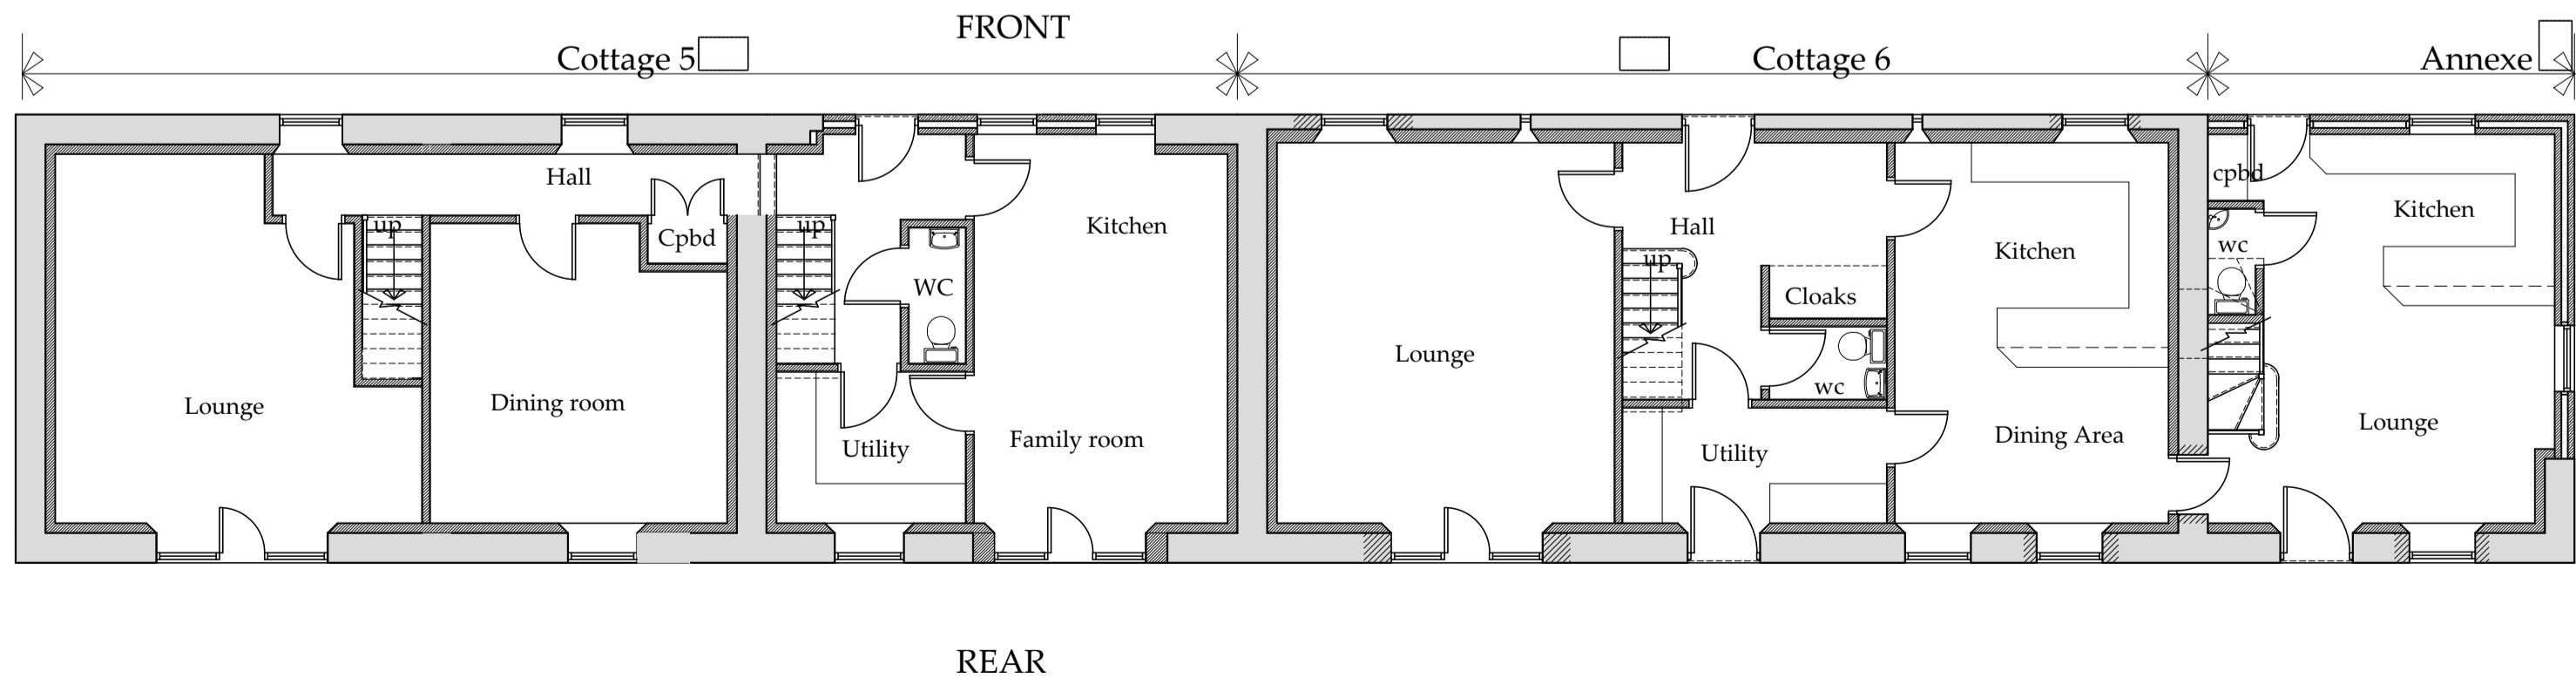 FRONT
Cottage 5
Cottage 6
Annexe
Hall
up
Cpbd
Lounge
Dining room
up
WC
Utility
Kitchen
Family room
Lounge
Hall
up
Cloaks
wc
Utility
Kitchen
Dining Area
cpbd
wc
Kitchen
Lounge
REAR